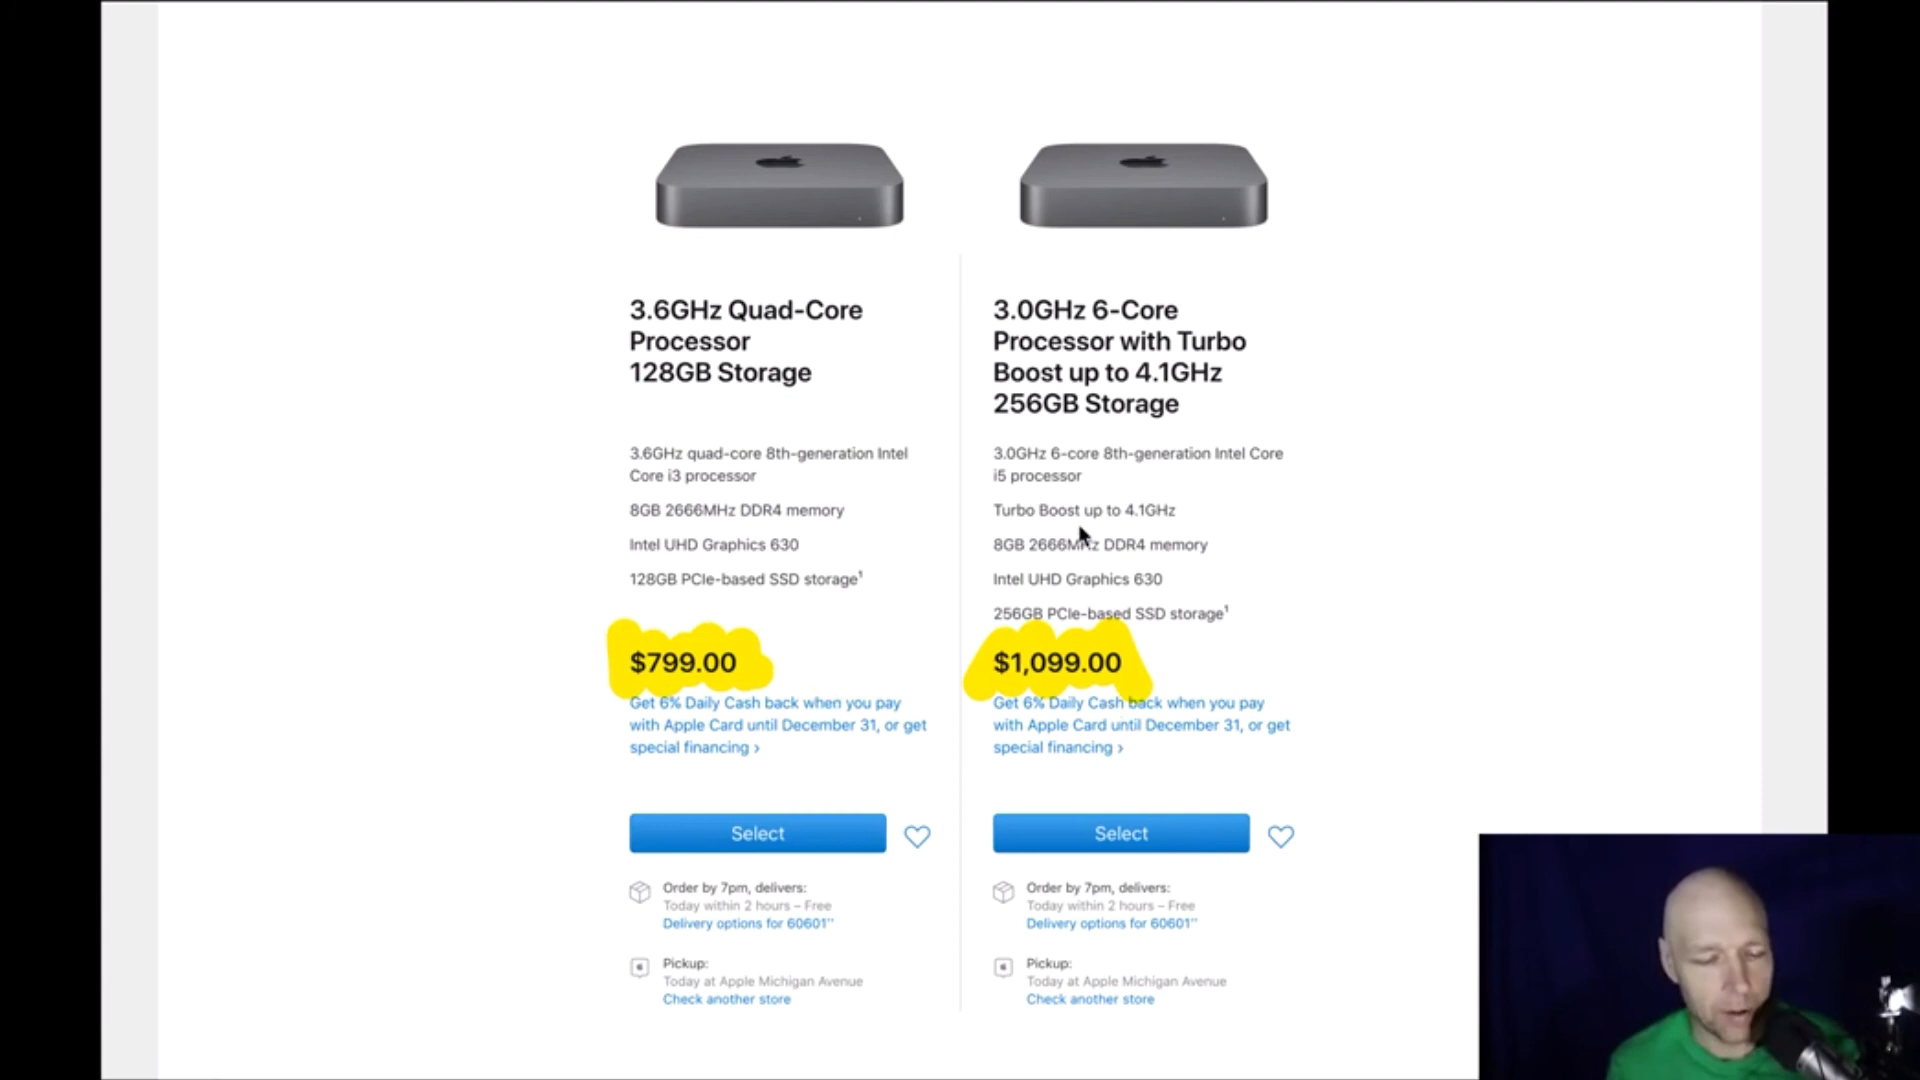 3.6GHz Quad-Core
Processor
128GB Storage
3.6GHz quad-core 8th-generation Intel
Core i3 processor
8GB 2666MHz DDR4 memory
Intel UHD Graphics 630
128GB PCIe-based SSD storage¹
$799.00
Get 6% Daily Cash back when you pay
with Apple Card until December 31, or get
special financing ›
Select
Order by 7pm, delivers:
Today within 2 hours – Free
Delivery options for 60601**
Pickup:
Today at Apple Michigan Avenue
Check another store
3.0GHz 6-Core
Processor with Turbo
Boost up to 4.1GHz
256GB Storage
3.0GHz 6-core 8th-generation Intel Core
i5 processor
Turbo Boost up to 4.1GHz
8GB 2666MHz DDR4 memory
Intel UHD Graphics 630
256GB PCIe-based SSD storage¹
$1,099.00
Get 6% Daily Cash back when you pay
with Apple Card until December 31, or get
special financing ›
Select
Order by 7pm, delivers:
Today within 2 hours – Free
Delivery options for 60601**
Pickup:
Today at Apple Michigan Avenue
Check another store